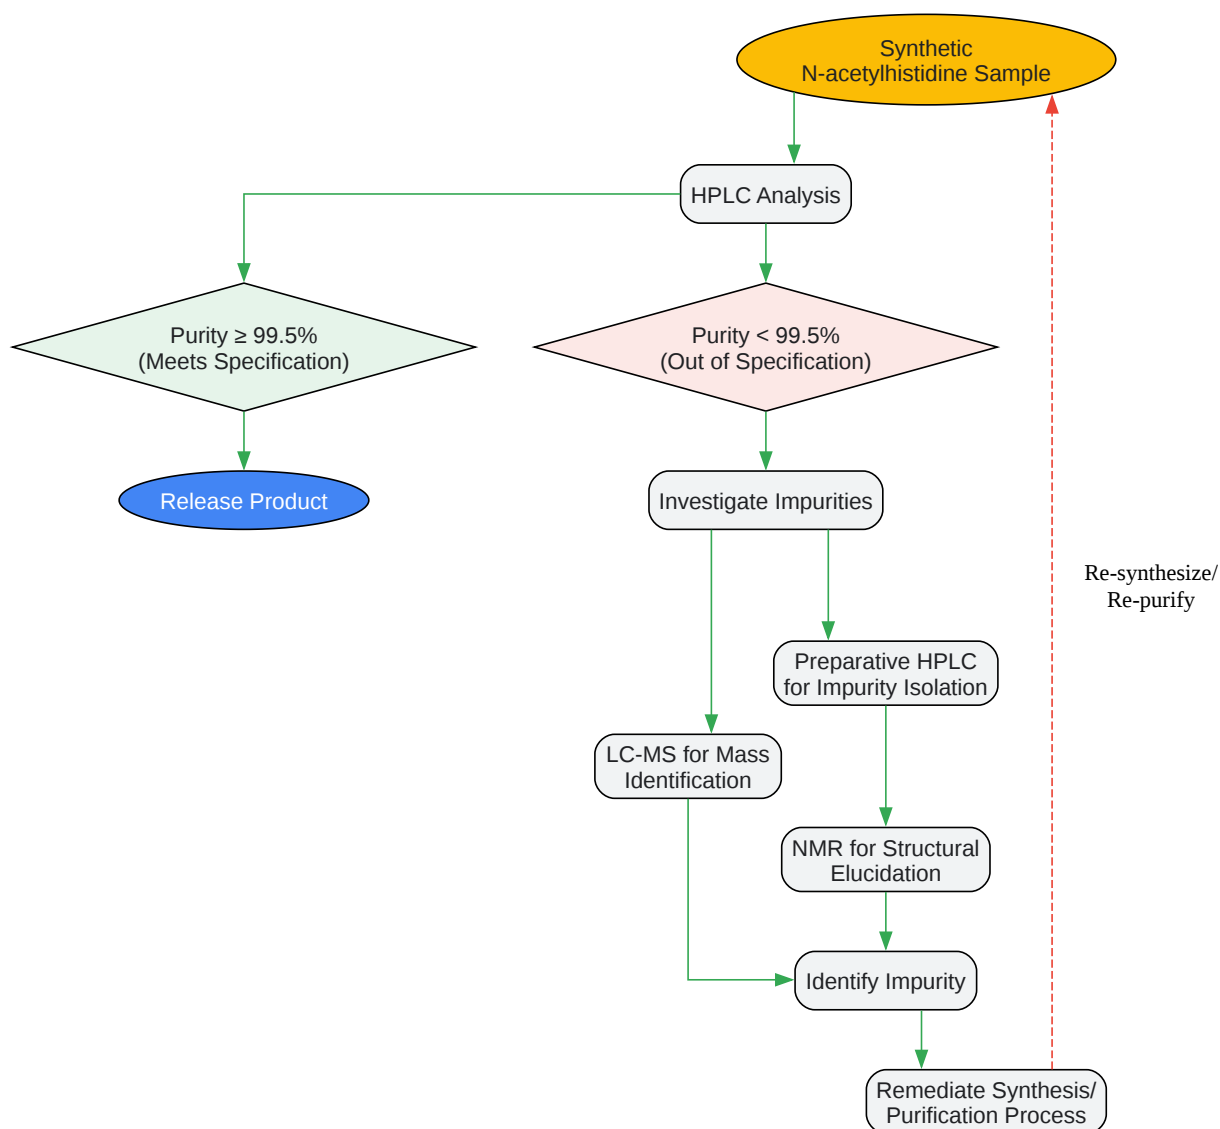 Synthetic
N-acetylhistidine Sample
HPLC Analysis
Purity ≥ 99.5%
(Meets Specification)
Purity < 99.5%
(Out of Specification)
Release Product
Investigate Impurities
Re-synthesize/
Re-purify
Preparative HPLC
for Impurity Isolation
LC-MS for Mass
Identification
NMR for Structural
Elucidation
Identify Impurity
Remediate Synthesis/
Purification Process